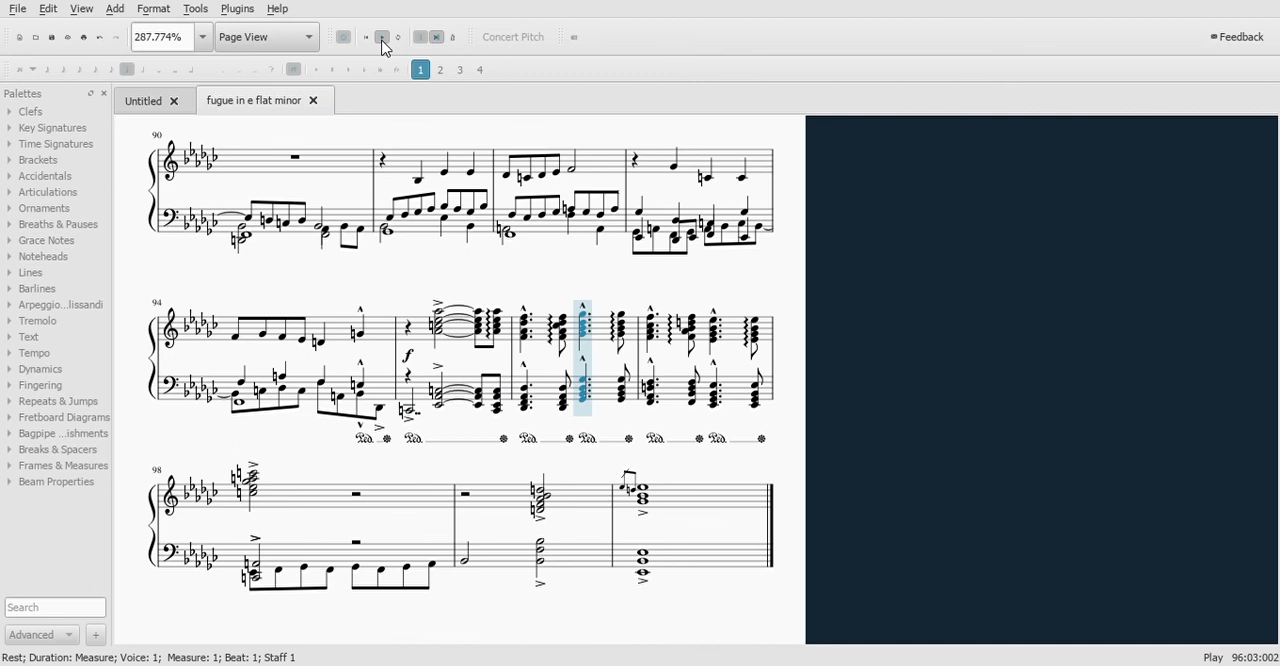 File Edit View Add Format Tools Plugins Help
287.774% Page View Concert Pitch Feedback
1 2 3 4
Palettes
Untitled fugue in e flat minor
Clefs
Key Signatures
Time Signatures
Brackets
Accidentals
Articulations
Ornaments
Breaths & Pauses
Grace Notes
Noteheads
Lines
Barlines
Arpeggio...lissandi
Tremolo
Text
Tempo
Dynamics
Fingering
Repeats & Jumps
Fretboard Diagrams
Bagpipe ...ishments
Breaks & Spacers
Frames & Measures
Beam Properties
Search
Advanced +
90
94
f
98
Rest; Duration: Measure; Voice: 1; Measure: 1; Beat: 1; Staff 1 Play 96:03:002